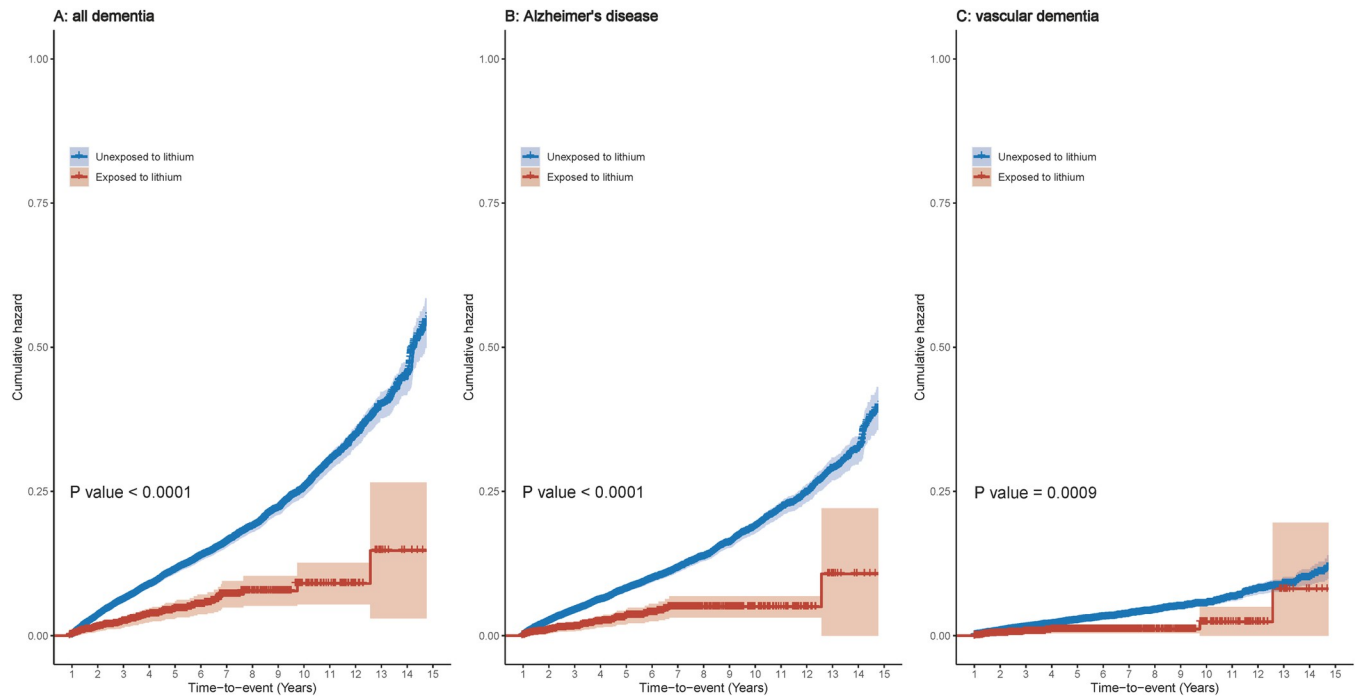 A: all dementia
Cumulative hazard
1.00
0.75
0.50
0.25
0.00
Unexposed to lithium
Exposed to lithium
P value < 0.0001
1 2 3 4 5 6 7 8 9 10 11 12 13 14 15
Time-to-event (Years)
B: Alzheimer's disease
Cumulative hazard
1.00
0.75
0.50
0.25
0.00
Unexposed to lithium
Exposed to lithium
P value < 0.0001
1 2 3 4 5 6 7 8 9 10 11 12 13 14 15
Time-to-event (Years)
C: vascular dementia
Cumulative hazard
1.00
0.75
0.50
0.25
0.00
Unexposed to lithium
Exposed to lithium
P value = 0.0009
1 2 3 4 5 6 7 8 9 10 11 12 13 14 15
Time-to-event (Years)